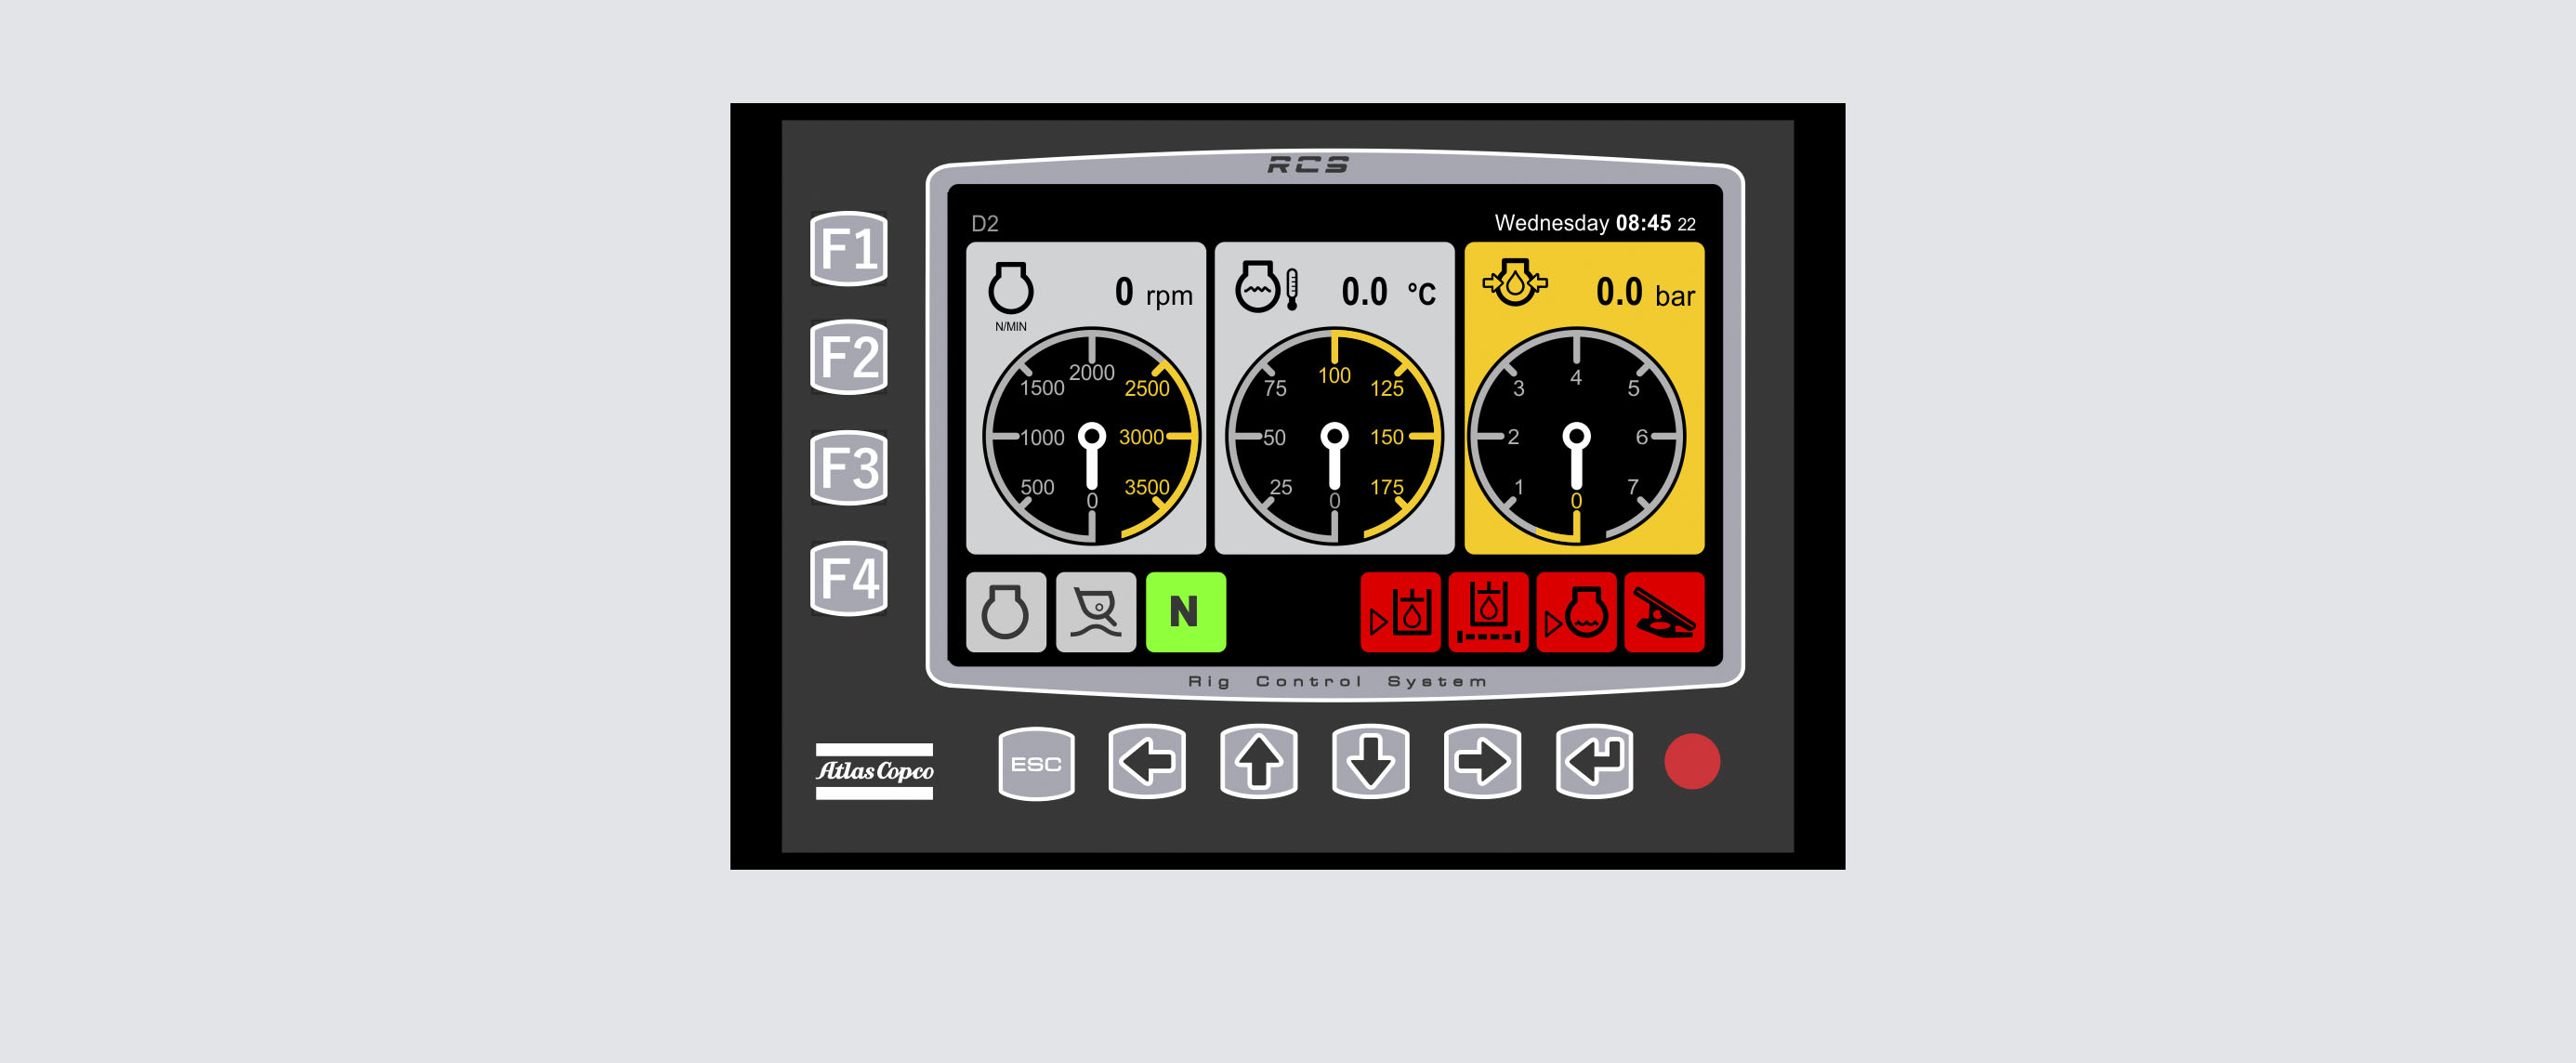 RCS
D2
Wednesday 08:45 22
0 rpm
N/MIN
0.0 °C
0.0 bar
2000
1500
2500
1000
3000
500
3500
0
100
75
125
50
150
25
175
0
4
3
5
2
6
1
7
0
N
Rig Control System
F1
F2
F3
F4
Atlas Copco
ESC